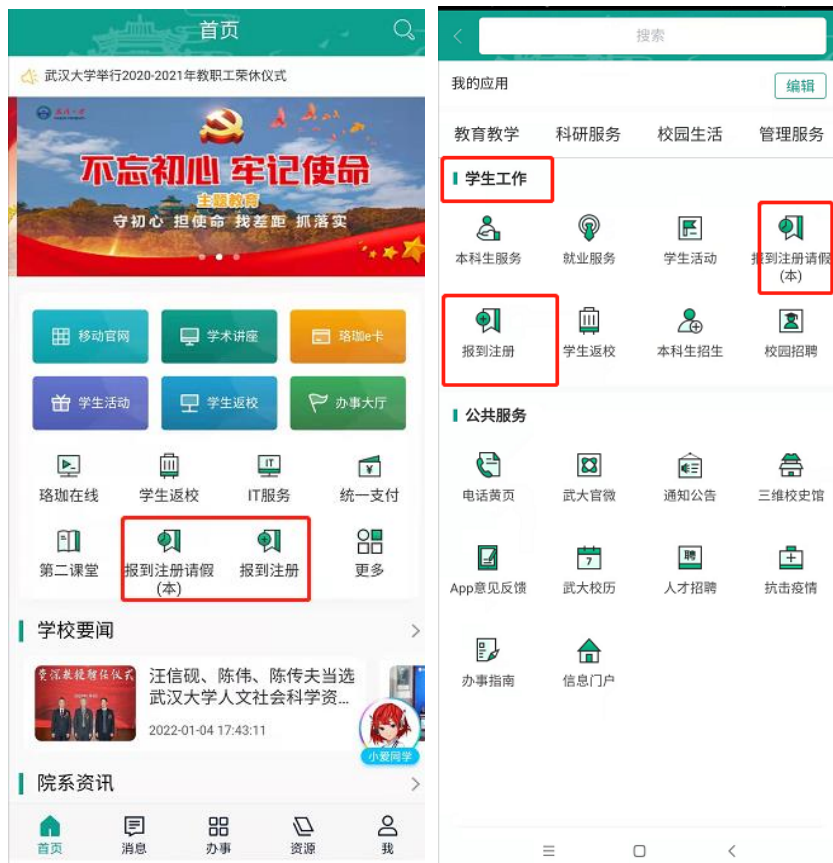 首页
武汉大学举行2020-2021年教职工荣休仪式
不忘初心 牢记使命
主题教育
守初心 担使命 找差距 抓落实
移动官网
学术讲座
珞珈e卡
学生活动
学生返校
办事大厅
珞珈在线
学生返校
IT服务
统一支付
第二课堂
报到注册请假
(本)
报到注册
更多
学校要闻
资深教授聘任仪式
汪信砚、陈伟、陈传夫当选
武汉大学人文社会科学资...
2022-01-04 17:43:11
小爱同学
院系资讯
首页
消息
办事
资源
我
搜索
我的应用
编辑
教育教学
科研服务
校园生活
管理服务
学生工作
本科生服务
就业服务
学生活动
报到注册请假
(本)
报到注册
学生返校
本科生招生
校园招聘
公共服务
电话黄页
武大官微
通知公告
三维校史馆
App意见反馈
武大校历
人才招聘
抗击疫情
办事指南
信息门户